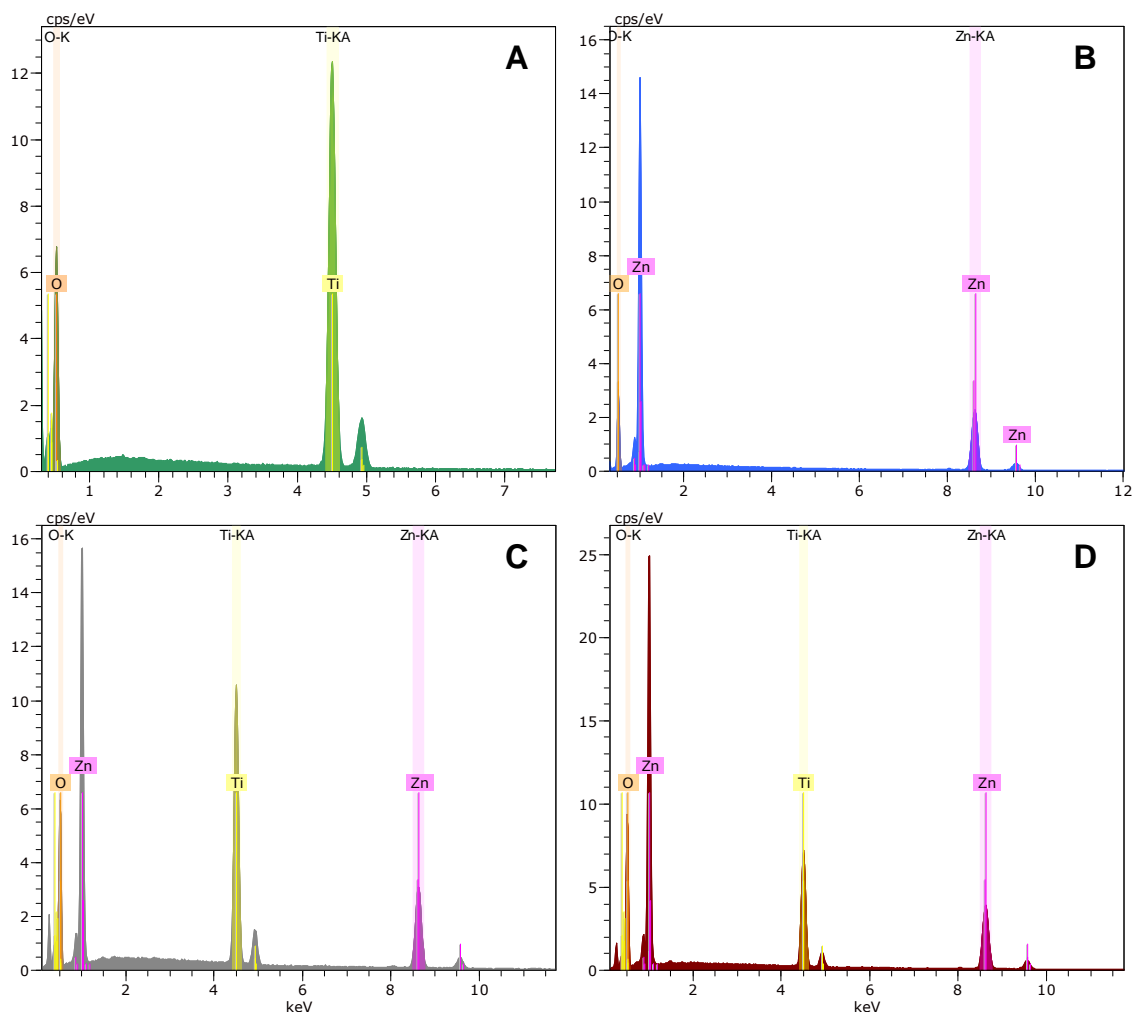 cps/eV
O-K Ti-KA
A
12
10
8
6
4
2
0
O Ti
1 2 3 4 5 6 7
cps/eV
O-K Zn-KA
B
16
14
12
10
8
6
4
2
0
Zn
O Zn
Zn
2 4 6 8 10 12
cps/eV
O-K Ti-KA Zn-KA
C
16
14
12
10
8
6
4
2
0
Zn
O Ti Zn
2 4 6 8 10
keV
cps/eV
O-K Ti-KA Zn-KA
D
25
20
15
10
5
0
Zn
O Ti Zn
2 4 6 8 10
keV